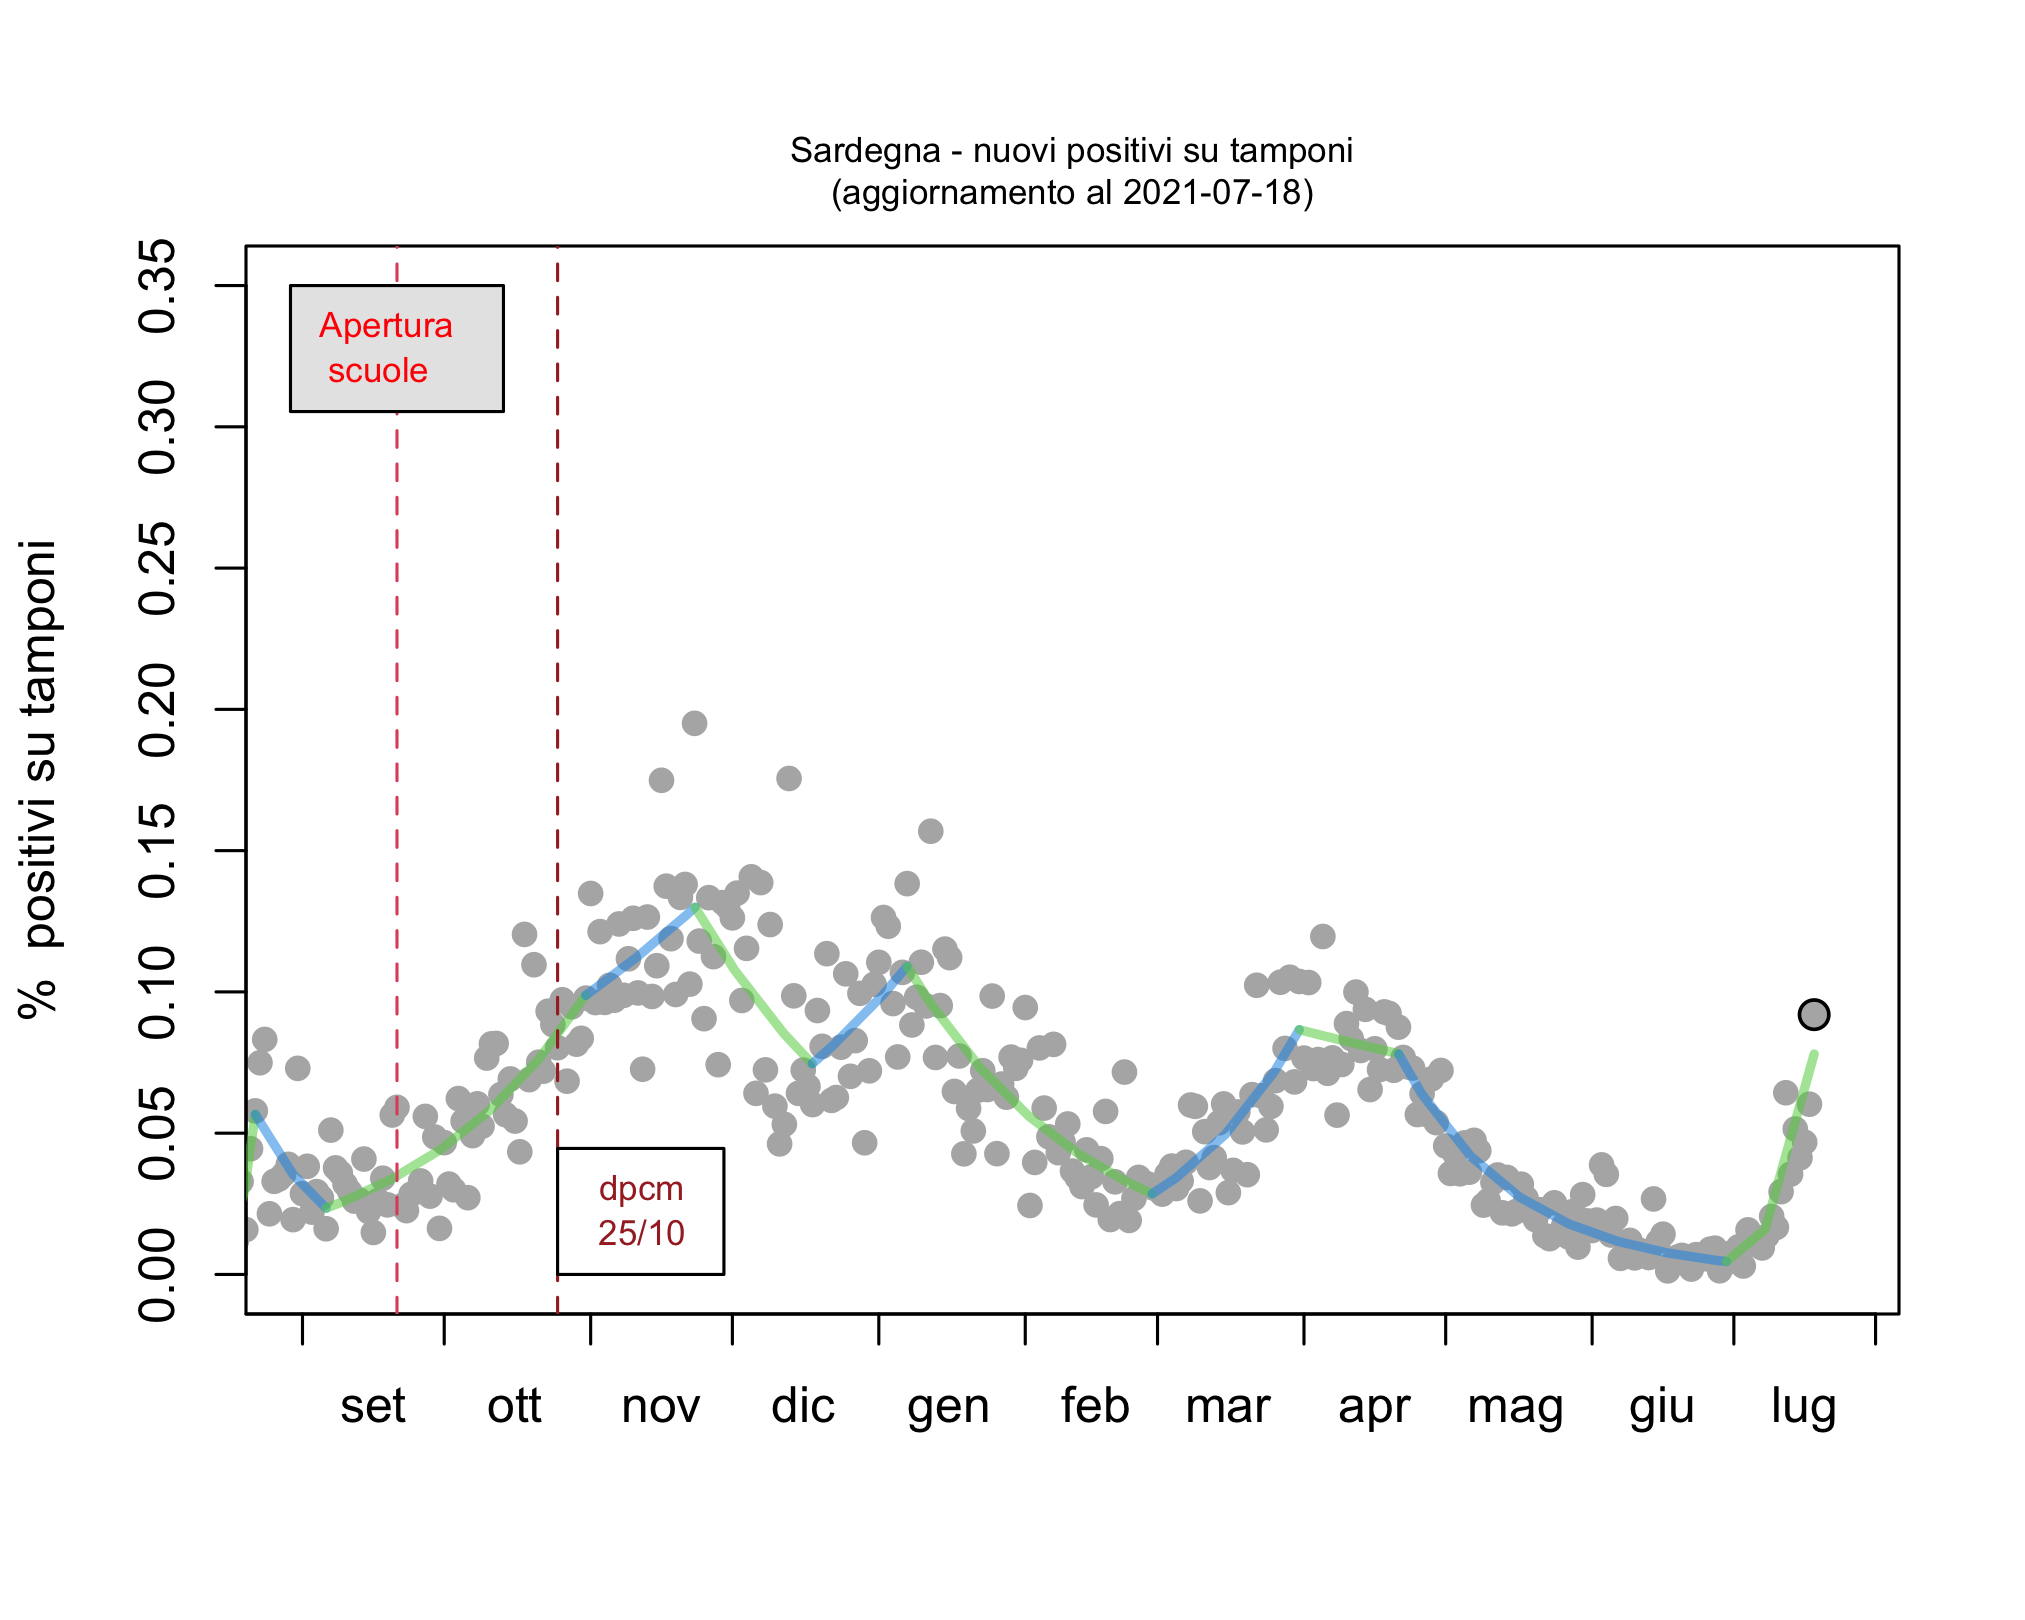 Sardegna - nuovi positivi su tamponi
(aggiornamento al 2021-07-18)
% positivi su tamponi
0.35
0.30
0.25
0.20
0.15
0.10
0.05
0.00
Apertura
scuole
dpcm
25/10
set ott nov dic gen feb mar apr mag giu lug